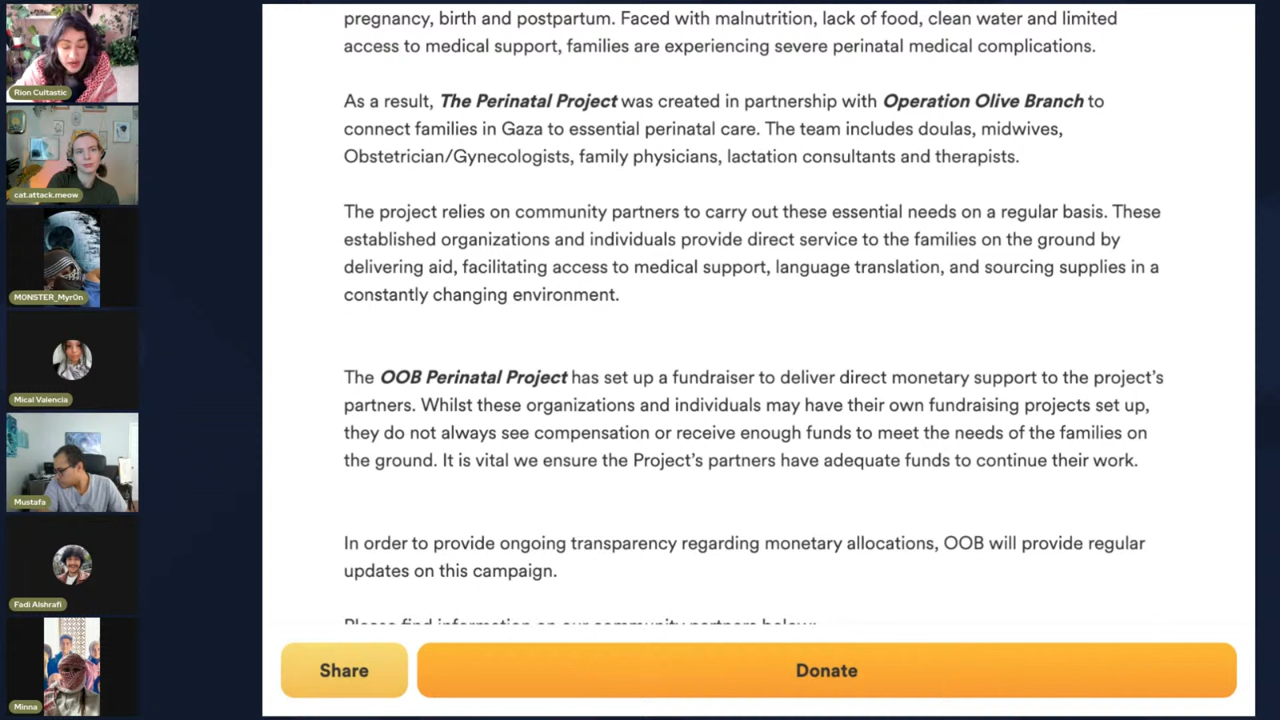 Rion Cultastic
cat.attack.meow
M0NSTER_Myr0n
Mical Valencia
Mustafa
Fadi Alshrafi
Minna
pregnancy, birth and postpartum. Faced with malnutrition, lack of food, clean water and limited
access to medical support, families are experiencing severe perinatal medical complications.
As a result, The Perinatal Project was created in partnership with Operation Olive Branch to
connect families in Gaza to essential perinatal care. The team includes doulas, midwives,
Obstetrician/Gynecologists, family physicians, lactation consultants and therapists.
The project relies on community partners to carry out these essential needs on a regular basis. These
established organizations and individuals provide direct service to the families on the ground by
delivering aid, facilitating access to medical support, language translation, and sourcing supplies in a
constantly changing environment.
The OOB Perinatal Project has set up a fundraiser to deliver direct monetary support to the project's
partners. Whilst these organizations and individuals may have their own fundraising projects set up,
they do not always see compensation or receive enough funds to meet the needs of the families on
the ground. It is vital we ensure the Project's partners have adequate funds to continue their work.
In order to provide ongoing transparency regarding monetary allocations, OOB will provide regular
updates on this campaign.
Please find information on our community partners below:
Share
Donate